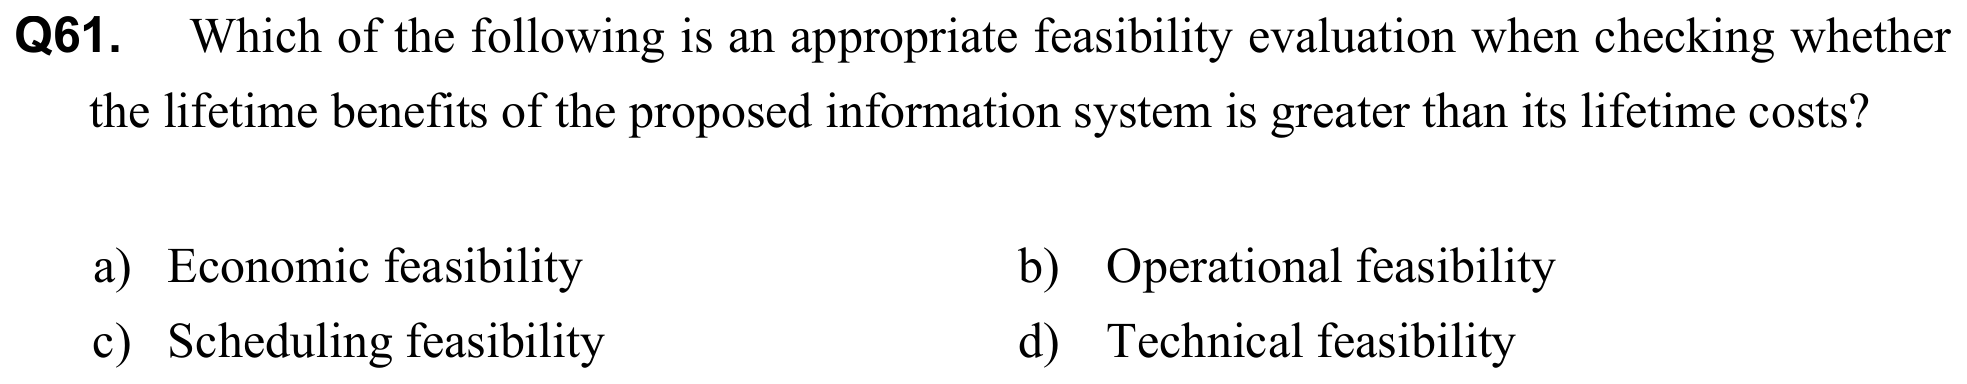 Q61. Which of the following is an appropriate feasibility evaluation when checking whether
the lifetime benefits of the proposed information system is greater than its lifetime costs?
a) Economic feasibility b) Operational feasibility
c) Scheduling feasibility d) Technical feasibility